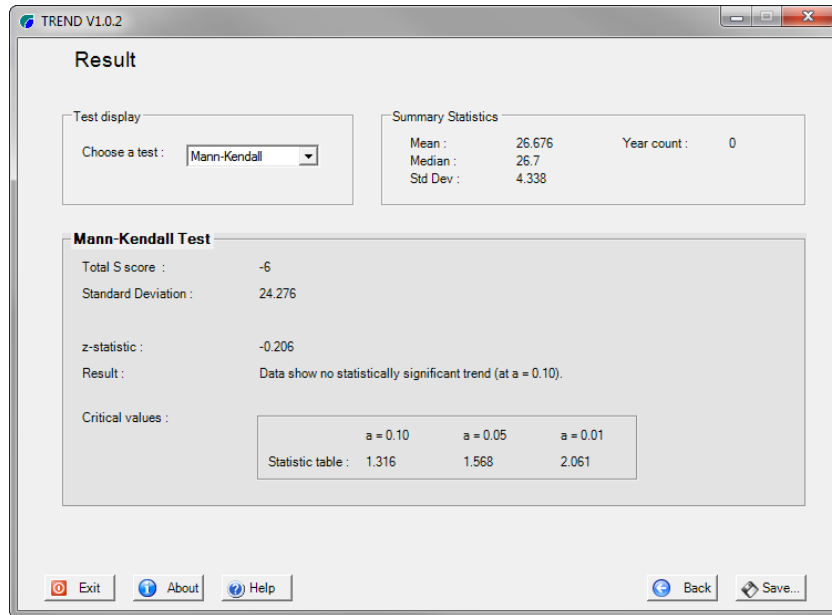 TREND V1.0.2
Result
Test display
Choose a test :
Mann-Kendall
Summary Statistics
Mean : 26.676 Year count : 0
Median : 26.7
Std Dev : 4.338
Mann-Kendall Test
Total S score : -6
Standard Deviation : 24.276
z-statistic : -0.206
Result : Data show no statistically significant trend (at a = 0.10).
Critical values :
a = 0.10 a = 0.05 a = 0.01
Statistic table : 1.316 1.568 2.061
Exit About Help Back Save...